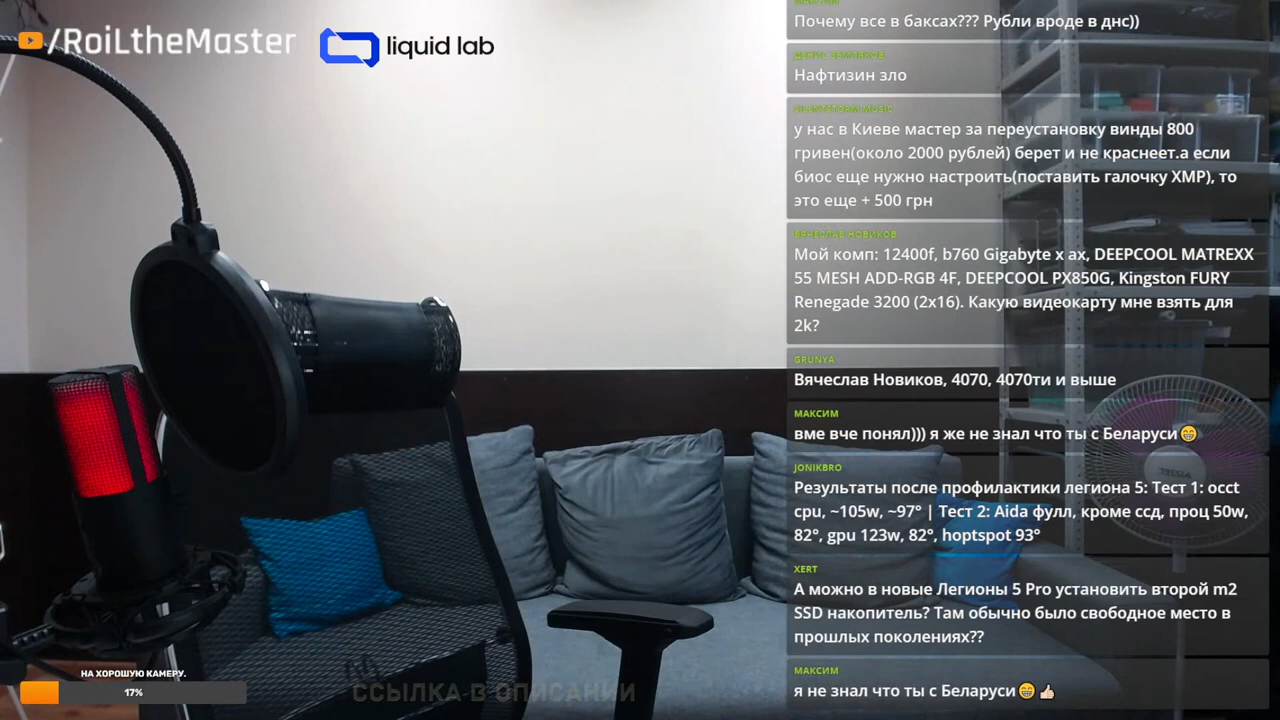 /RoiLtheMaster
liquid lab
Почему все в баксах??? Рубли вроде в днс))
ДЕНИС ЗЕМЛЯНОВ
Нафтизин зло
SILENTSTORM MUSIC
у нас в Киеве мастер за переустановку винды 800
гривен(около 2000 рублей) берет и не краснеет.а если
биос еще нужно настроить(поставить галочку XMP), то
это еще + 500 грн
ВЯЧЕСЛАВ НОВИКОВ
Мой комп: 12400f, b760 Gigabyte x ax, DEEPCOOL MATREXX
55 MESH ADD-RGB 4F, DEEPCOOL PX850G, Kingston FURY
Renegade 3200 (2x16). Какую видеокарту мне взять для
2k?
GRUNYA
Вячеслав Новиков, 4070, 4070ти и выше
МАКСИМ
вме вче понял))) я же не знал что ты с Беларуси😁
JONIKBRO
Результаты после профилактики легиона 5: Тест 1: occt
cpu, ~105w, ~97° | Тест 2: Aida фулл, кроме ссд, проц 50w,
82°, gpu 123w, 82°, hoptspot 93°
XERT
А можно в новые Легионы 5 Pro установить второй m2
SSD накопитель? Там обычно было свободное место в
прошлых поколениях??
МАКСИМ
я не знал что ты с Беларуси😁👍🏻
НА ХОРОШУЮ КАМЕРУ.
17%
ССЫЛКА В ОПИСАНИИ